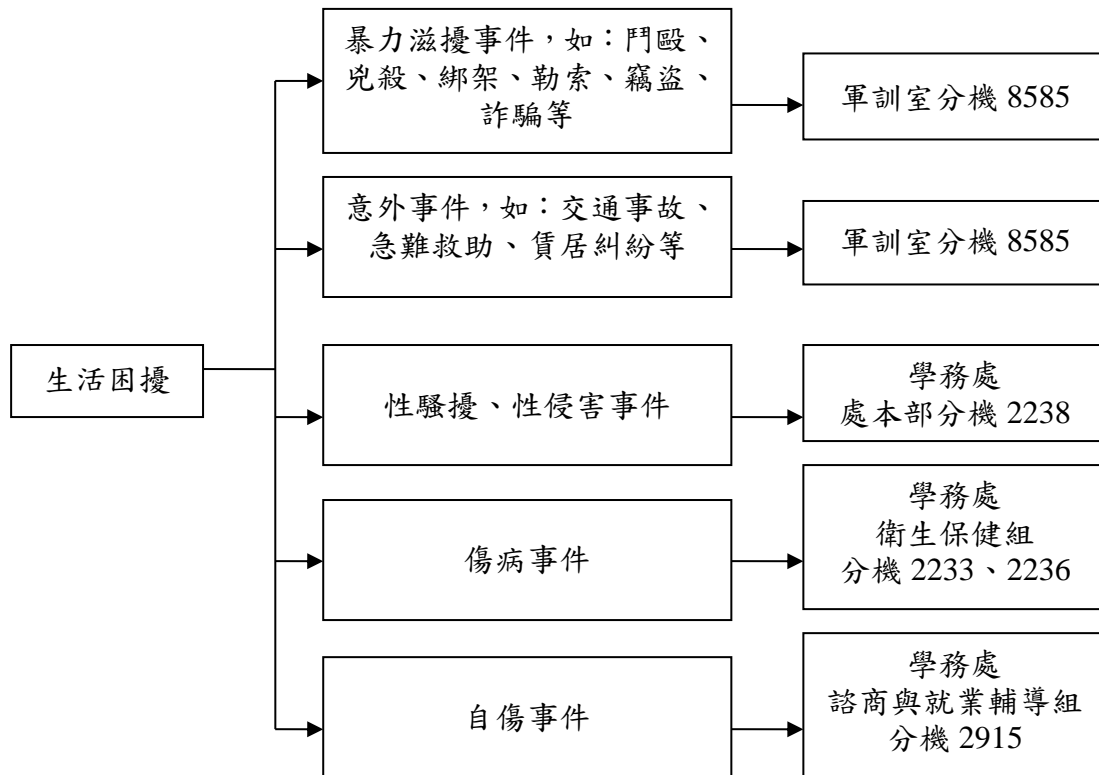 暴力滋擾事件，如：鬥毆、
兇殺、綁架、勒索、竊盜、
詐騙等
軍訓室分機 8585
意外事件，如：交通事故、
急難救助、賃居糾紛等
軍訓室分機 8585
生活困擾
性騷擾、性侵害事件
學務處
處本部分機 2238
傷病事件
學務處
衛生保健組
分機 2233、2236
自傷事件
學務處
諮商與就業輔導組
分機 2915